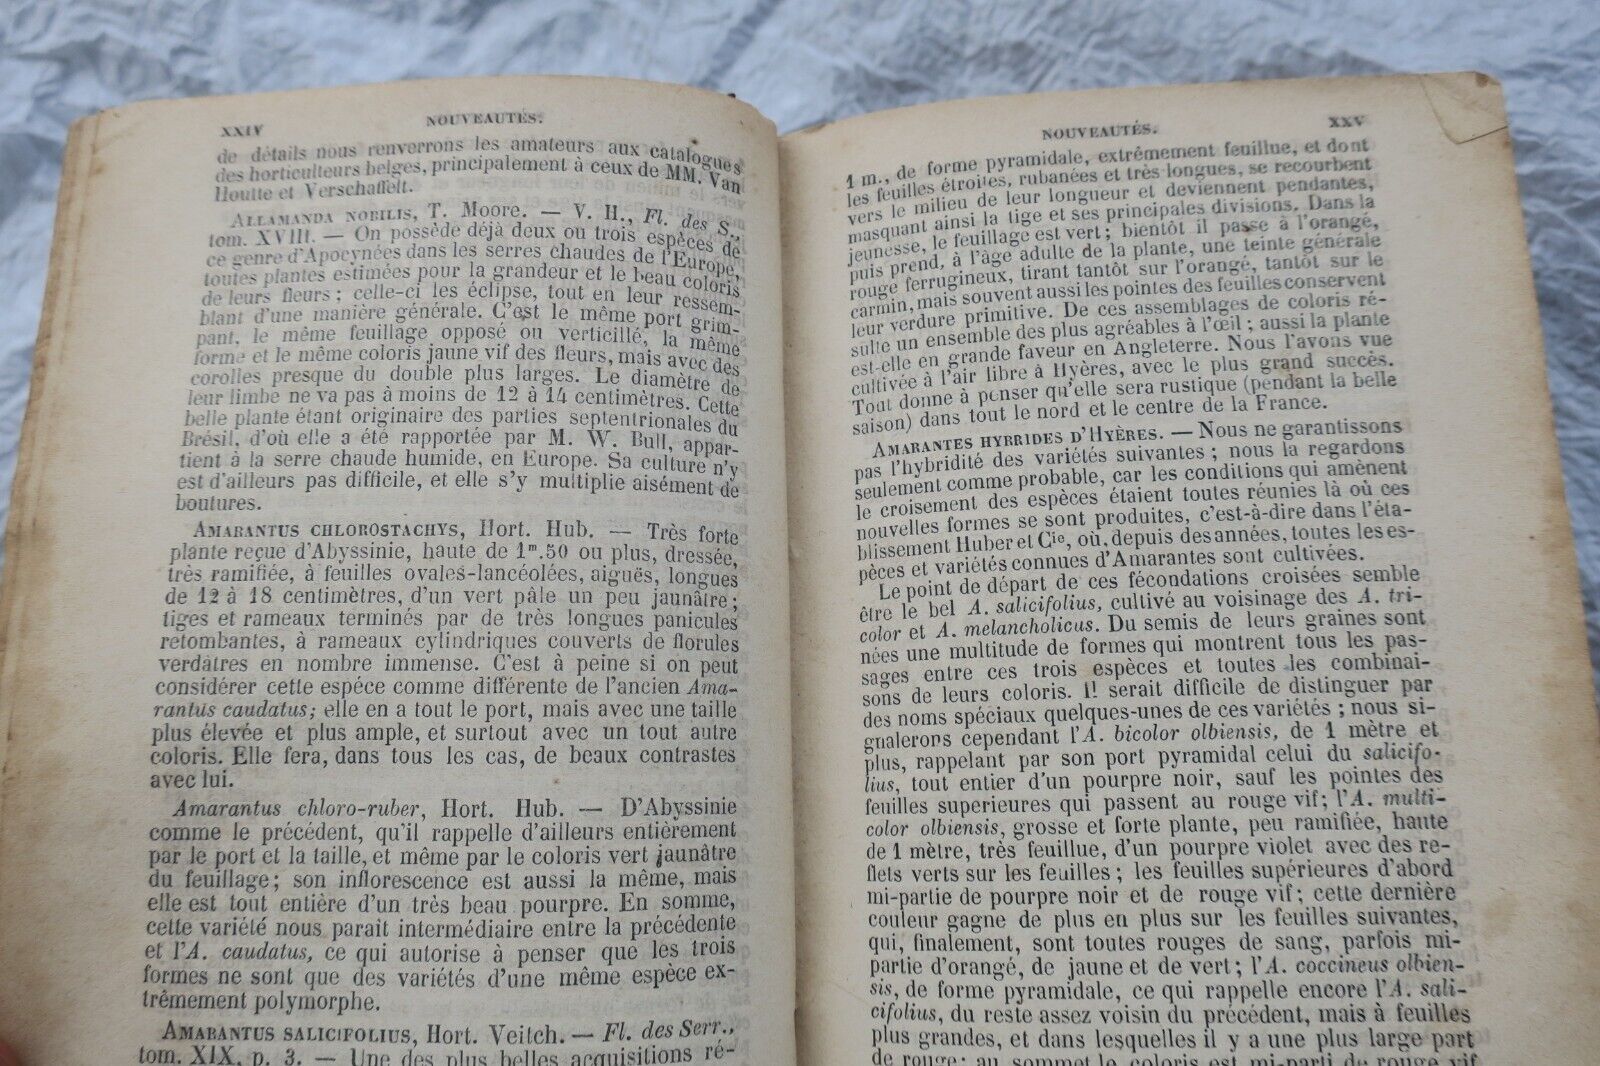 XXIV NOUVEAUTÉS.
de détails nous renverrons les amateurs aux catalogues
des horticulteurs belges, principalement à ceux de MM. Van
Houtte et Verschaffelt.
ALLAMANDA NOBILIS, T. Moore. — V. H., Fl. des S.,
tom. XVIII. — On possède déjà deux ou trois espèces de
ce genre d'Apocynées dans les serres chaudes de l'Europe,
toutes plantes estimées pour la grandeur et le beau coloris
de leurs fleurs ; celle-ci les éclipse, tout en leur ressem-
blant d'une manière générale. C'est le même port grim-
pant, le même feuillage opposé ou verticillé, la même
forme et le même coloris jaune vif des fleurs, mais avec des
corolles presque du double plus larges. Le diamètre de
leur limbe ne va pas à moins de 12 à 14 centimètres. Cette
belle plante étant originaire des parties septentrionales du
Brésil, d'où elle a été rapportée par M. W. Bull, appar-
tient à la serre chaude humide, en Europe. Sa culture n'y
est d'ailleurs pas difficile, et elle s'y multiplie aisément de
boutures.
AMARANTUS CHLOROSTACHYS, Hort. Hub. — Très forte
plante reçue d'Abyssinie, haute de 1m.50 ou plus, dressée,
très ramifiée, à feuilles ovales-lancéolées, aiguës, longues
de 12 à 18 centimètres, d'un vert pâle un peu jaunâtre ;
tiges et rameaux terminés par de très longues panicules
retombantes, à rameaux cylindriques couverts de florules
verdâtres en nombre immense. C'est à peine si on peut
considérer cette espèce comme différente de l'ancien Ama-
rantus caudatus; elle en a tout le port, mais avec une taille
plus élevée et plus ample, et surtout avec un tout autre
coloris. Elle fera, dans tous les cas, de beaux contrastes
avec lui.
Amarantus chloro-ruber, Hort. Hub. — D'Abyssinie
comme le précédent, qu'il rappelle d'ailleurs entièrement
par le port et la taille, et même par le coloris vert jaunâtre
du feuillage ; son inflorescence est aussi la même, mais
elle est tout entière d'un très beau pourpre. En somme,
cette variété nous parait intermédiaire entre la précédente
et l'A. caudatus, ce qui autorise à penser que les trois
formes ne sont que des variétés d'une même espèce ex-
trêmement polymorphe.
AMARANTUS SALICIFOLIUS, Hort. Veitch. — Fl. des Serr.,
tom. XIX, p. 3. — Une des plus belles acquisitions ré-
NOUVEAUTÉS. XXV
1 m., de forme pyramidale, extrêmement feuillue, et dont
les feuilles étroites, rubanées et très longues, se recourbent
vers le milieu de leur longueur et deviennent pendantes,
masquant ainsi la tige et ses principales divisions. Dans la
jeunesse, le feuillage est vert ; bientôt il passe à l'orangé,
puis prend, à l'âge adulte de la plante, une teinte générale
rouge ferrugineux, tirant tantôt sur l'orangé, tantôt sur le
carmin, mais souvent aussi les pointes des feuilles conservent
leur verdure primitive. De ces assemblages de coloris ré-
sulte un ensemble des plus agréables à l'œil ; aussi la plante
est-elle en grande faveur en Angleterre. Nous l'avons vue
cultivée à l'air libre à Hyères, avec le plus grand succès.
Tout donne à penser qu'elle sera rustique (pendant la belle
saison) dans tout le nord et le centre de la France.
AMARANTES HYBRIDES D'HYÈRES. — Nous ne garantissons
pas l'hybridité des variétés suivantes ; nous la regardons
seulement comme probable, car les conditions qui amènent
le croisement des espèces étaient toutes réunies là où ces
nouvelles formes se sont produites, c'est-à-dire dans l'éta-
blissement Huber et Cie, où, depuis des années, toutes les es-
pèces et variétés connues d'Amarantes sont cultivées.
Le point de départ de ces fécondations croisées semble
être le bel A. salicifolius, cultivé au voisinage des A. tri-
color et A. melancholicus. Du semis de leurs graines sont
nées une multitude de formes qui montrent tous les pas-
sages entre ces trois espèces et toutes les combinai-
sons de leurs coloris. Il serait difficile de distinguer par
des noms spéciaux quelques-unes de ces variétés ; nous si-
gnalerons cependant l'A. bicolor olbiensis, de 1 mètre et
plus, rappelant par son port pyramidal celui du salicifo-
lius, tout entier d'un pourpre noir, sauf les pointes des
feuilles supérieures qui passent au rouge vif ; l'A. multi-
color olbiensis, grosse et forte plante, peu ramifiée, haute
de 1 mètre, très feuillue, d'un pourpre violet avec des re-
flets verts sur les feuilles ; les feuilles supérieures d'abord
mi-partie de pourpre noir et de rouge vif ; cette dernière
couleur gagne de plus en plus sur les feuilles suivantes,
qui, finalement, sont toutes rouges de sang, parfois mi-
partie d'orangé, de jaune et de vert ; l'A. coccineus olbien-
sis, de forme pyramidale, ce qui rappelle encore l'A. sali-
cifolius, du reste assez voisin du précédent, mais à feuilles
plus grandes, et dans lesquelles il y a une plus large part
de rouge ; au sommet le coloris est mi-parti du rouge vif